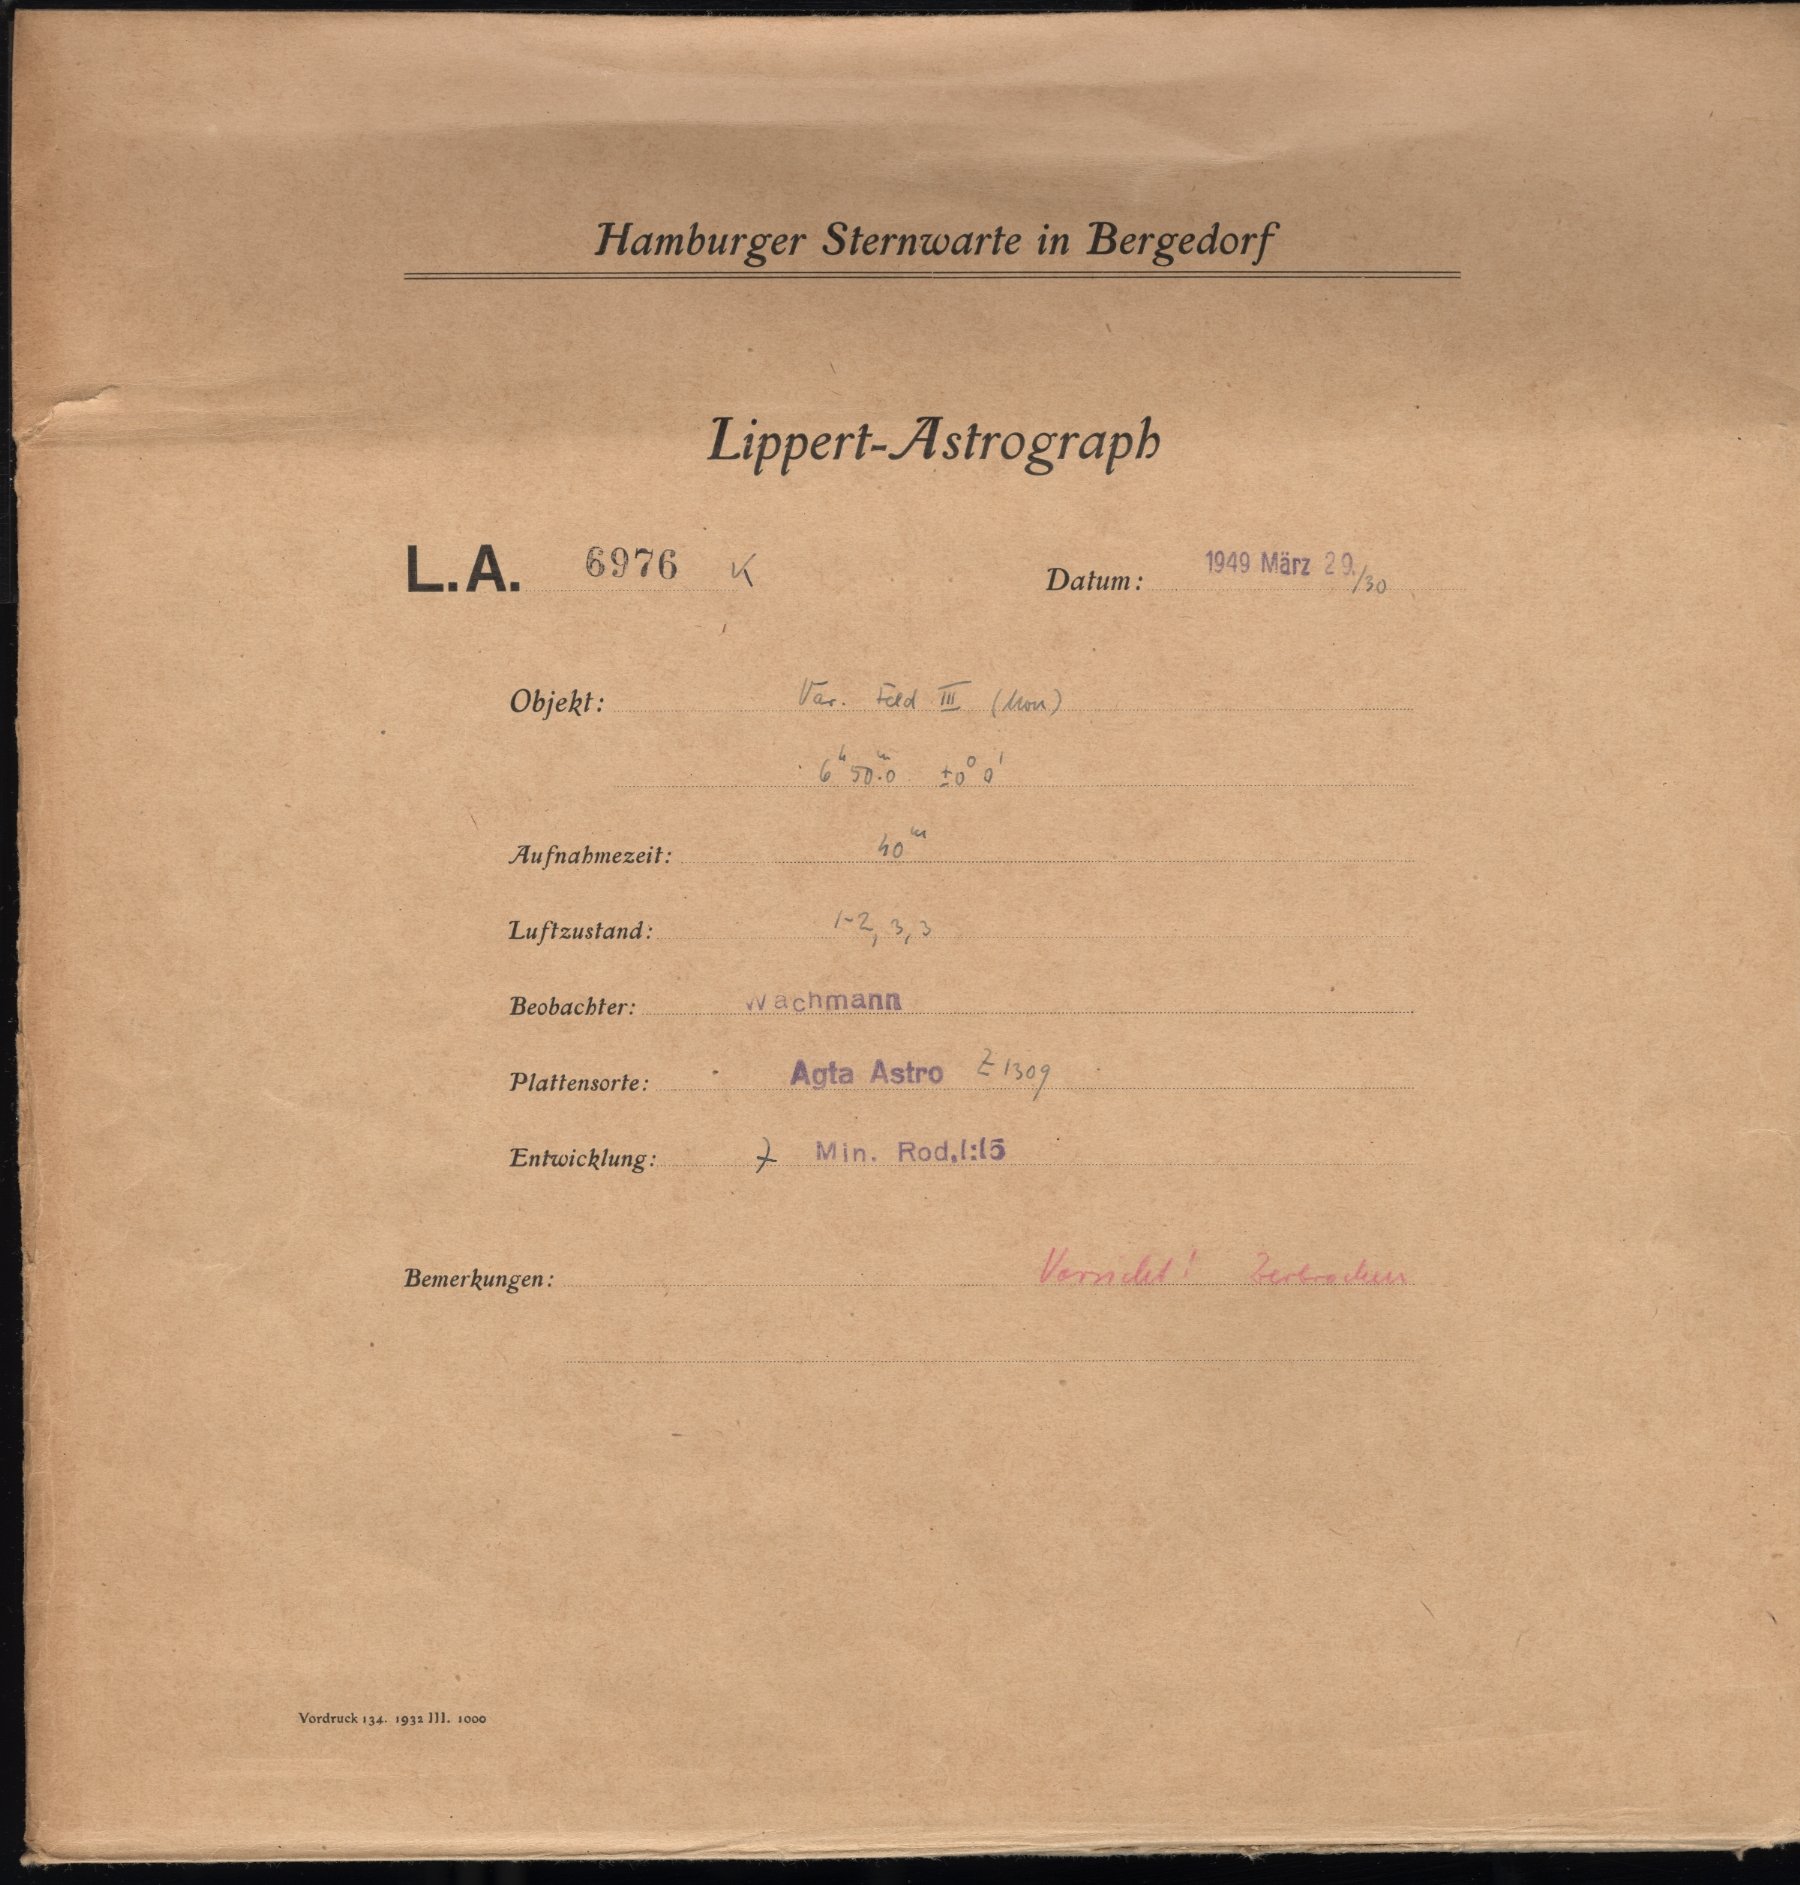 Hamburger Sternwarte in Bergedorf
Lippert-Astrograph
L.A. 6976 K Datum: 1949 März 29./30
Objekt: Var. Feld III (Mon)
6h 50m.0 ±0° 0'
Aufnahmezeit: 40m
Luftzustand: 1-2, 3, 3
Beobachter: Wachmann
Plattensorte: Agfa Astro Z 1309
Entwicklung: 7 Min. Rod. 1:15
Bemerkungen: Vorsicht! Zerbrochen
Vordruck 134. 1932 III. 1000